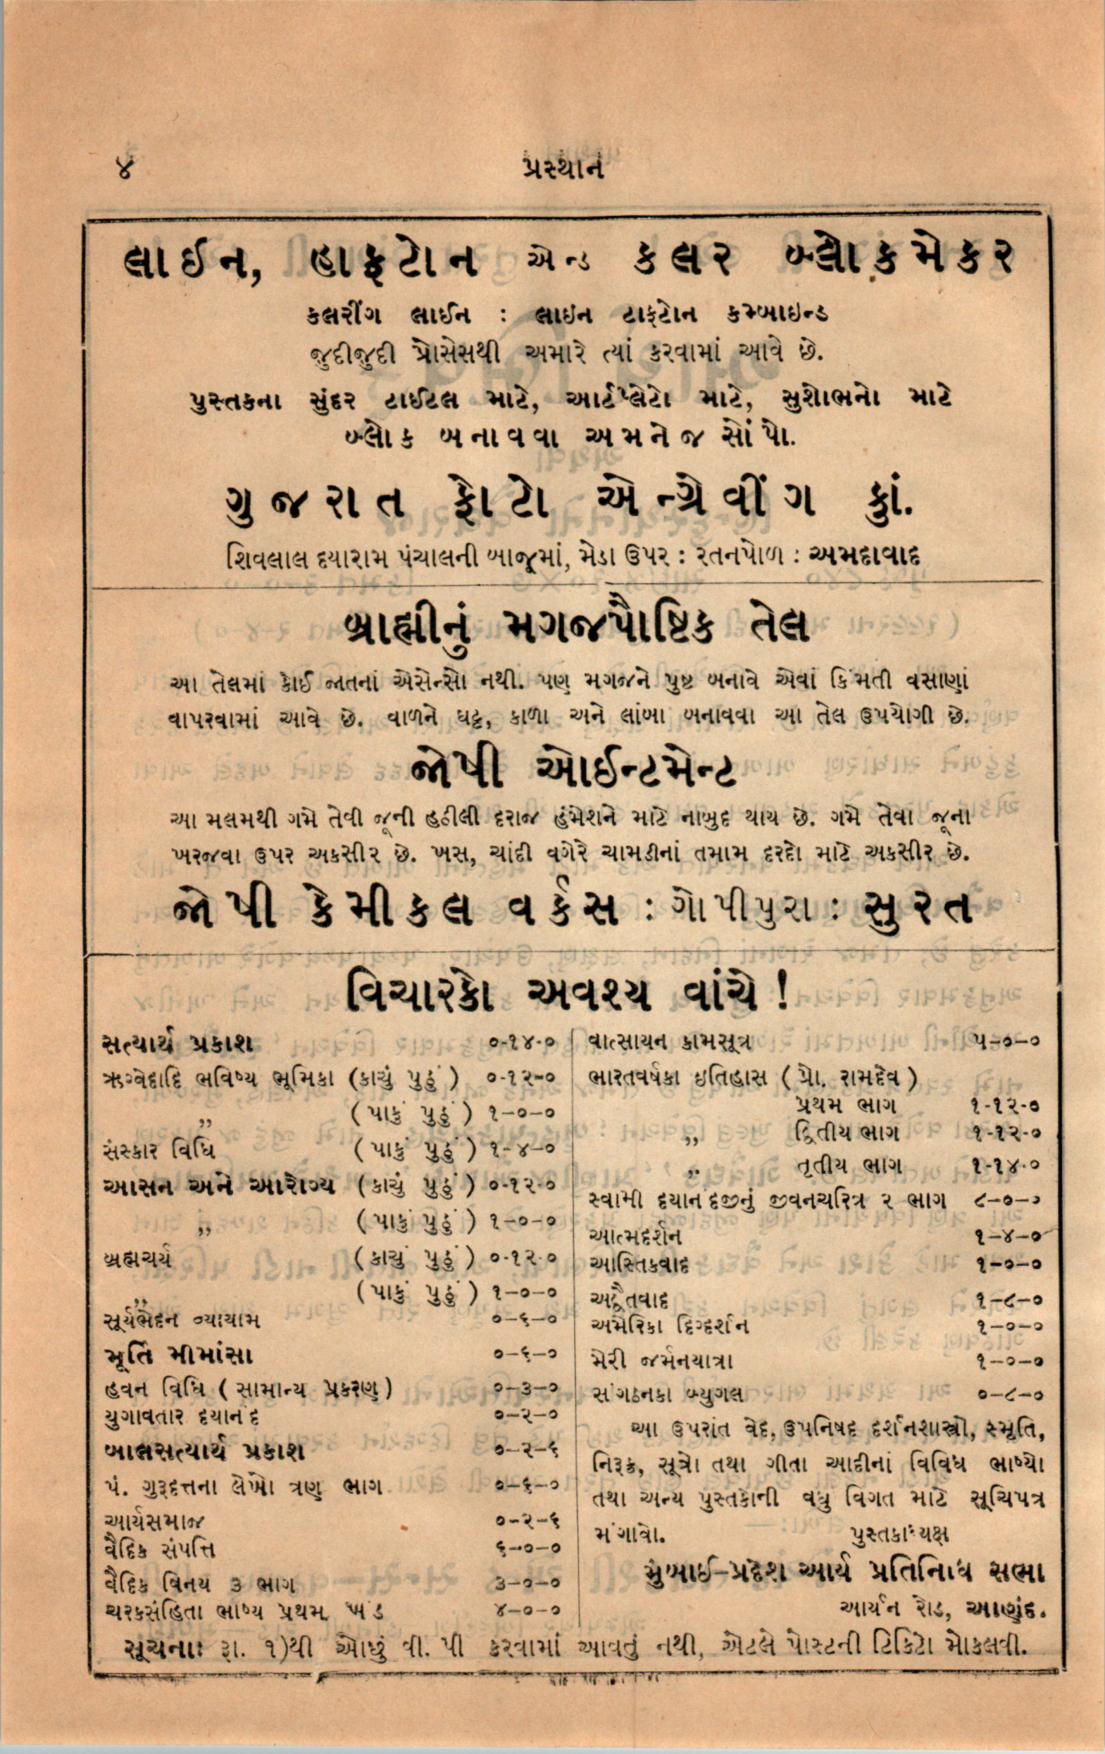 ૪
પ્રસ્થાન
લાઈન, હાફટોન એન્ડ કલર બ્લોકમેકર
કલરીંગ લાઈન : લાઇન ટાફટોન કમ્બાઇન્ડ
જુદીજુદી પ્રોસેસથી અમારે ત્યાં કરવામાં આવે છે.
પુસ્તકના સુંદર ટાઈટલ માટે, આર્ટપ્લેટો માટે, સુશોભનો માટે
બ્લોક બનાવવા અમને જ સોંપો.
ગુજરાત ફોટો એન્ગ્રેવીંગ કું.
શિવલાલ દયારામ પંચાલની બાજૂમાં, મેડા ઉપર : રતનપોળ : અમદાવાદ
બ્રાહ્મીનું મગજપૌષ્ટિક તેલ
આ તેલમાં કોઈ જાતનાં એસેન્સો નથી. પણ મગજને પુષ્ટ બનાવે એવાં કિંમતી વસાણાં
વાપરવામાં આવે છે. વાળને ઘટ્ટ, કાળા અને લાંબા બનાવવા આ તેલ ઉપયોગી છે.
જોષી ઓઈન્ટમેન્ટ
આ મલમથી ગમે તેવી જૂની હઠીલી દરાજ હંમેશને માટે નાબુદ થાય છે. ગમે તેવા જૂના
ખરજવા ઉપર અકસીર છે. ખસ, ચાંદી વગેરે ચામડીનાં તમામ દરદો માટે અકસીર છે.
જોષી કેમીકલ વર્કસ : ગોપીપુરા : સુરત
વિચારકો અવશ્ય વાંચે !
સત્યાર્થ પ્રકાશ ૦-૧૪-૦
ઋગ્વેદાદિ ભવિષ્ય ભૂમિકા (કાચું પુઠું) ૦-૧૨-૦
,, (પાકું પુઠું) ૧-૦-૦
સંસ્કાર વિધિ (પાકું પુઠું) ૧-૪-૦
આસન અને આરોગ્ય (કાચું પુઠું) ૦-૧૨-૦
,, (પાકું પુઠું) ૧-૦-૦
બ્રહ્મચર્ય (કાચું પુઠું) ૦-૧૨-૦
,, (પાકું પુઠું) ૧-૦-૦
સૂર્યભેદન વ્યાયામ ૦-૬-૦
મૂર્તિ મીમાંસા ૦-૬-૦
હવન વિધિ (સામાન્ય પ્રકરણ) ૦-૩-૦
યુગાવતાર દયાનંદ ૦-૨-૦
બાલસત્યાર્થ પ્રકાશ ૦-૨-૬
પં. ગુરૂદત્તના લેખો ત્રણ ભાગ ૦-૬-૦
આર્યસમાજ ૦-૨-૬
વૈદિક સંપત્તિ ૬-૦-૦
વૈદિક વિનય ૩ ભાગ ૩-૦-૦
ચરકસંહિતા ભાષ્ય પ્રથમ ખંડ ૪-૦-૦
વાત્સાયન કામસૂત્ર ૫-૦-૦
ભારતવર્ષકા ઇતિહાસ (પ્રો. રામદેવ)
પ્રથમ ભાગ ૧-૧૨-૦
,, દ્વિતીય ભાગ ૧-૧૨-૦
,, તૃતીય ભાગ ૧-૧૪-૦
સ્વામી દયાનંદજીનું જીવનચરિત્ર ૨ ભાગ ૮-૦-૦
આત્મદર્શન ૧-૪-૦
આસ્તિકવાદ ૧-૦-૦
અદ્વૈતવાદ ૧-૮-૦
અમેરિકા દિગ્દર્શન ૧-૦-૦
મેરી જર્મનયાત્રા ૧-૦-૦
સંગઠનકા બ્યુગલ ૦-૮-૦
આ ઉપરાંત વેદ, ઉપનિષદ દર્શનશાસ્ત્રો, સ્મૃતિ,
નિરૂક્ત, સૂત્રો તથા ગીતા આદીનાં વિવિધ ભાષ્યો
તથા અન્ય પુસ્તકોની વધુ વિગત માટે સૂચિપત્ર
મંગાવો. પુસ્તકાધ્યક્ષ
મુંબાઈ-પ્રદેશ આર્ય પ્રતિનિધિ સભા
આર્યન રોડ, આણંદ.
સૂચનાઃ રૂા. ૧)થી ઓછું વી. પી કરવામાં આવતું નથી, એટલે પોસ્ટની ટિકિટો મોકલવી.